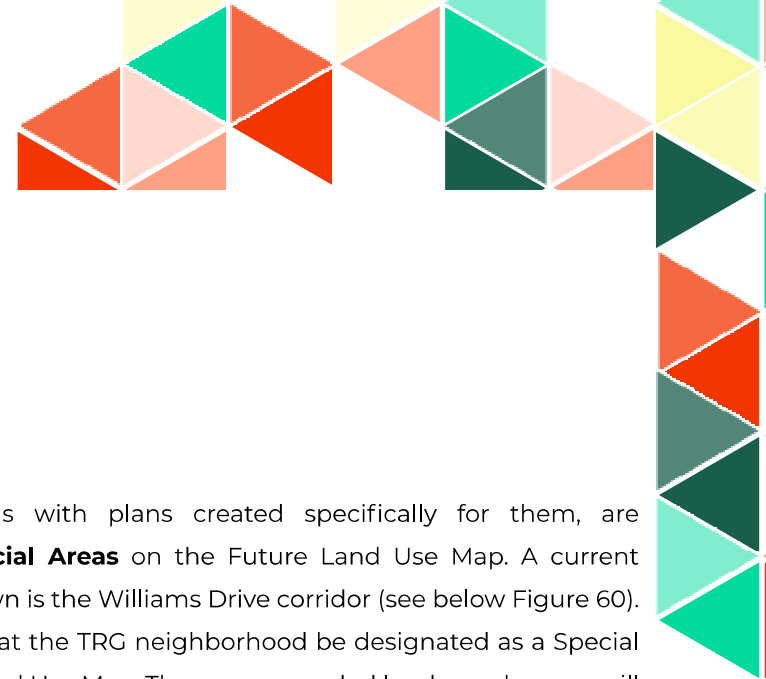 s with plans created specifically for them, are
cial Areas on the Future Land Use Map. A current
wn is the Williams Drive corridor (see below Figure 60).
at the TRG neighborhood be designated as a Special